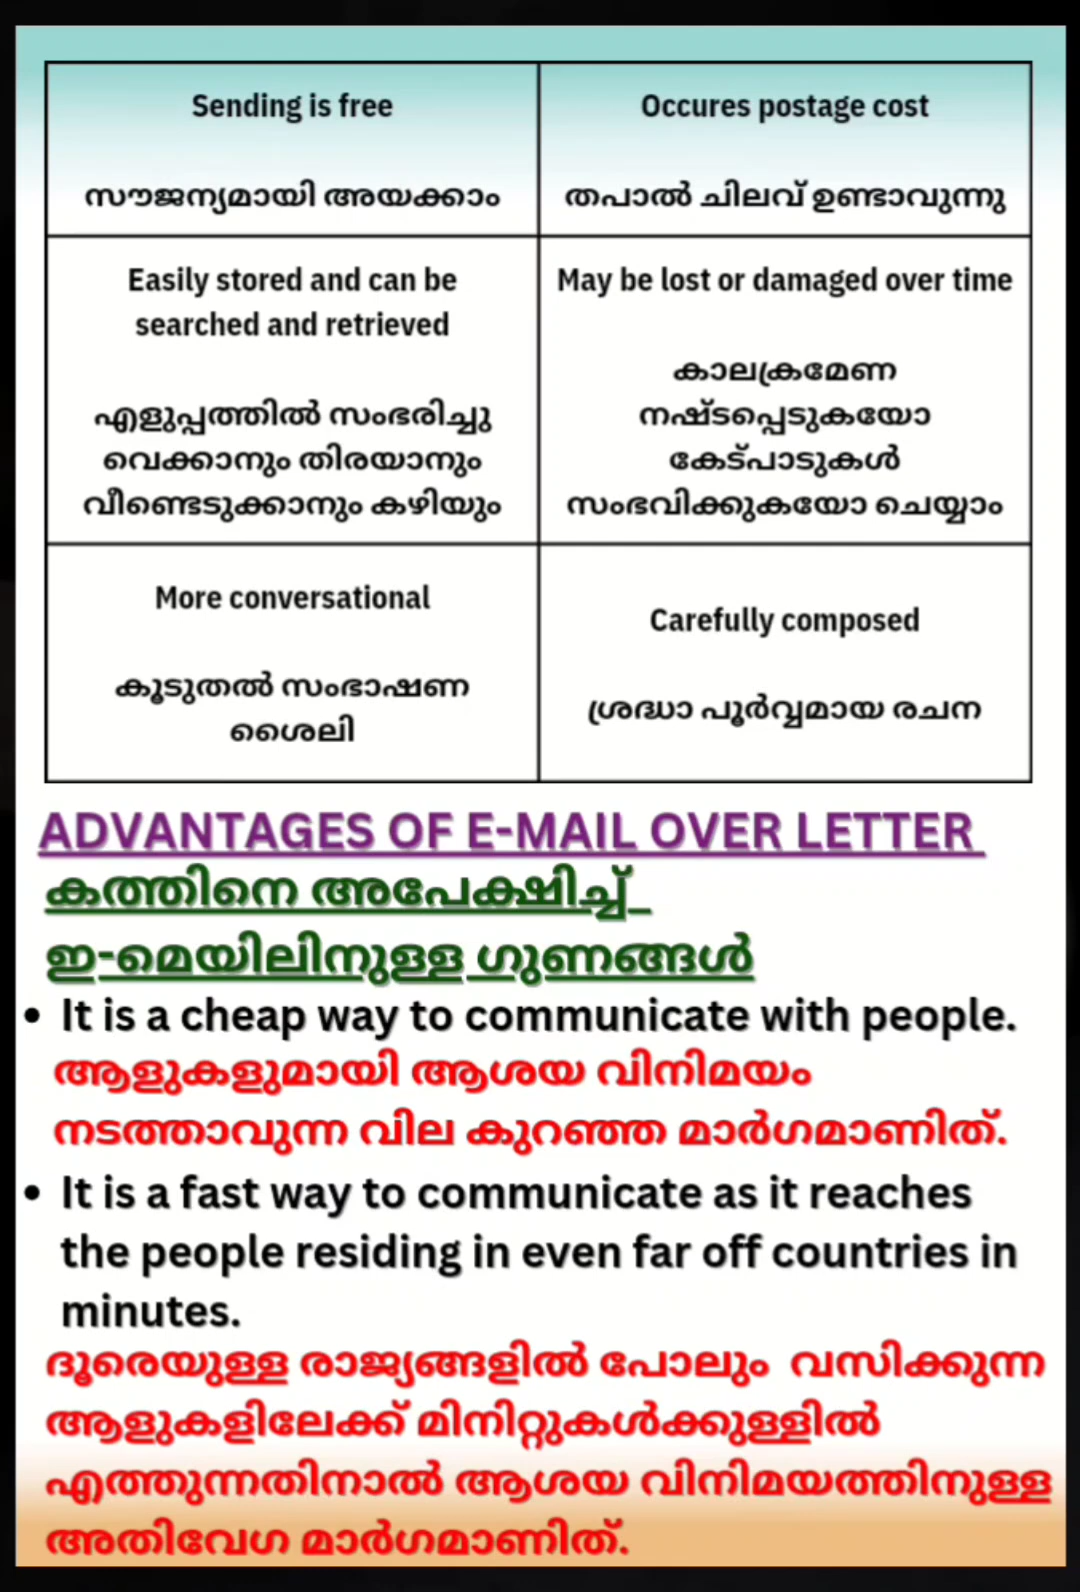 Sending is free
സൗജന്യമായി അയക്കാം
Occures postage cost
തപാൽ ചിലവ് ഉണ്ടാവുന്നു
Easily stored and can be
searched and retrieved
എളുപ്പത്തിൽ സംഭരിച്ചു
വെക്കാനും തിരയാനും
വീണ്ടെടുക്കാനും കഴിയും
May be lost or damaged over time
കാലക്രമേണ
നഷ്ടപ്പെടുകയോ
കേട്പാടുകൾ
സംഭവിക്കുകയോ ചെയ്യാം
More conversational
കൂടുതൽ സംഭാഷണ
ശൈലി
Carefully composed
ശ്രദ്ധാ പൂർവ്വമായ രചന
ADVANTAGES OF E-MAIL OVER LETTER
കത്തിനെ അപേക്ഷിച്ച്
ഇ-മെയിലിനുള്ള ഗുണങ്ങൾ
• It is a cheap way to communicate with people.
ആളുകളുമായി ആശയ വിനിമയം
നടത്താവുന്ന വില കുറഞ്ഞ മാർഗമാണിത്.
• It is a fast way to communicate as it reaches
the people residing in even far off countries in
minutes.
ദൂരെയുള്ള രാജ്യങ്ങളിൽ പോലും വസിക്കുന്ന
ആളുകളിലേക്ക് മിനിറ്റുകൾക്കുള്ളിൽ
എത്തുന്നതിനാൽ ആശയ വിനിമയത്തിനുള്ള
അതിവേഗ മാർഗമാണിത്.